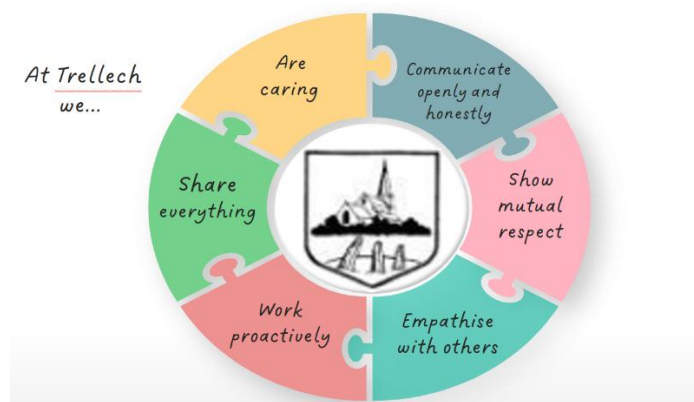 At Trellech
we...
Are
caring
Communicate
openly and
honestly
Show
mutual
respect
Empathise
with others
Work
proactively
Share
everything